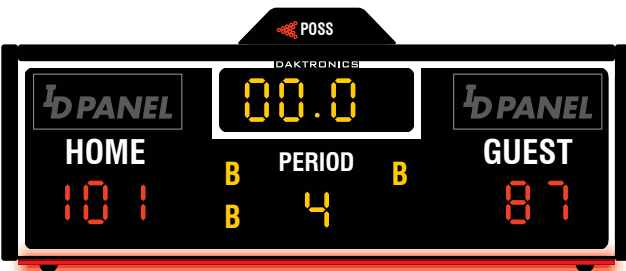 POSS
DAKTRONICS
ID PANEL 00.0 ID PANEL
HOME PERIOD GUEST
B B
101 4 87
B